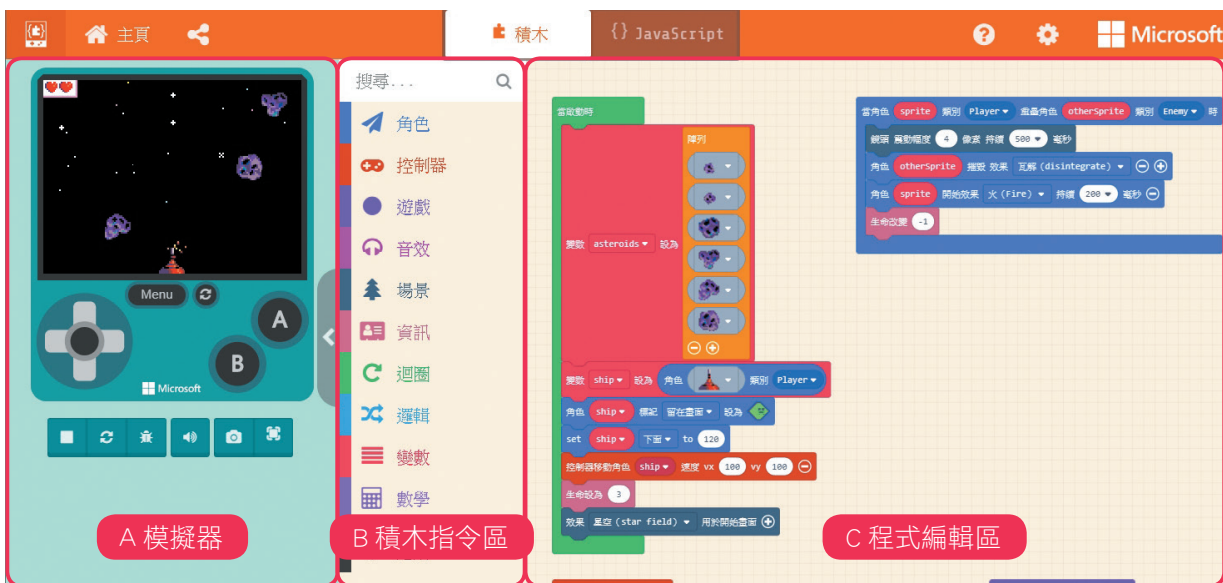 主頁
積木
{} JavaScript
Microsoft
Menu
A
B
Microsoft
搜尋...
角色
控制器
遊戲
音效
場景
資訊
迴圈
邏輯
變數
數學
當啟動時
陣列
變數 asteroids 設為
變數 ship 設為 角色 類別 Player
角色 ship 標記 留在畫面 設為
set ship 下面 to 120
控制器移動角色 ship 速度 vx 100 vy 100
生命設為 3
效果 星空 (star field) 用於開始畫面
當角色 sprite 類別 Player 重疊角色 otherSprite 類別 Enemy 時
鏡頭 震動幅度 4 像素 持續 500 毫秒
角色 otherSprite 摧毀 效果 瓦解 (disintegrate)
角色 sprite 開始效果 火 (Fire) 持續 200 毫秒
生命改變 -1
A 模擬器
B 積木指令區
C 程式編輯區